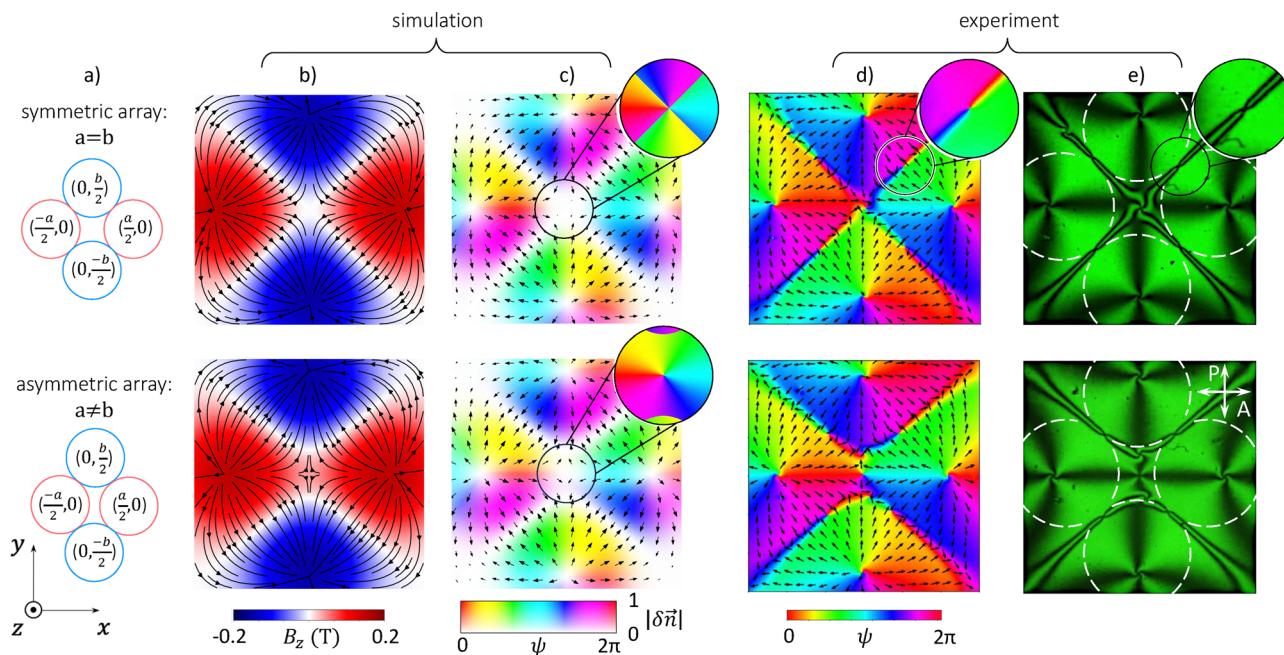 simulation
experiment
a)
b)
c)
d)
e)
symmetric array:
a=b
(0, b/2)
(-a/2, 0)
(a/2, 0)
(0, -b/2)
asymmetric array:
a≠b
(0, b/2)
(-a/2, 0)
(a/2, 0)
(0, -b/2)
P
A
y
z
x
-0.2 B_z (T) 0.2
1
|δn⃗|
0
0 ψ 2π
0 ψ 2π